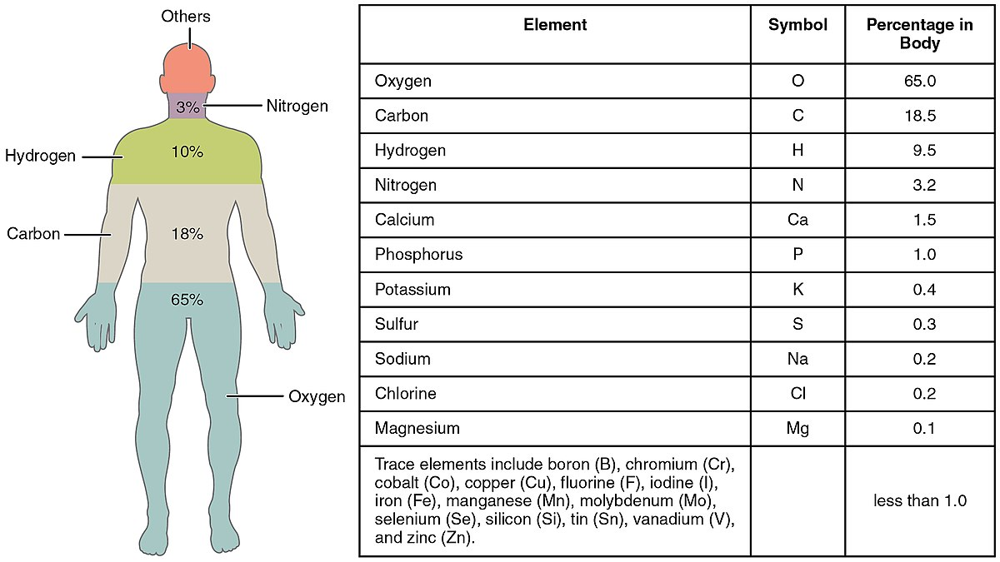 Others
3%
Nitrogen
Hydrogen
10%
Carbon
18%
65%
Oxygen
Element Symbol Percentage in
Body
Oxygen O 65.0
Carbon C 18.5
Hydrogen H 9.5
Nitrogen N 3.2
Calcium Ca 1.5
Phosphorus P 1.0
Potassium K 0.4
Sulfur S 0.3
Sodium Na 0.2
Chlorine Cl 0.2
Magnesium Mg 0.1
Trace elements include boron (B), chromium (Cr),
cobalt (Co), copper (Cu), fluorine (F), iodine (I),
iron (Fe), manganese (Mn), molybdenum (Mo),
selenium (Se), silicon (Si), tin (Sn), vanadium (V),
and zinc (Zn).
less than 1.0